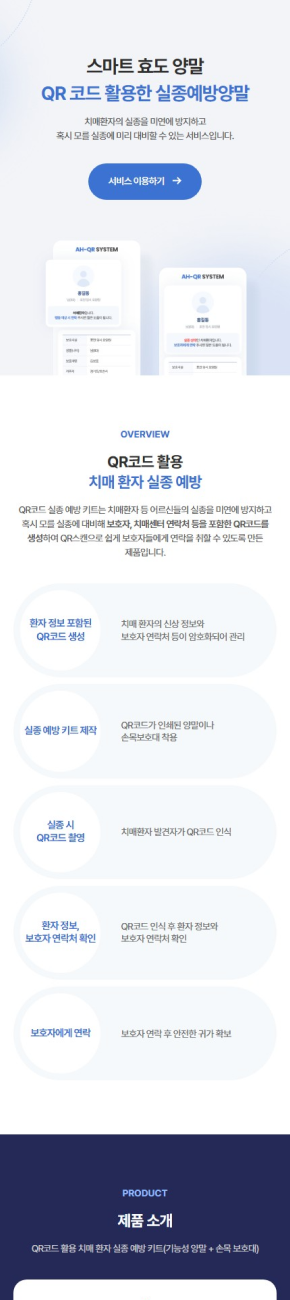 스마트 효도 양말
QR 코드 활용한 실종예방양말
치매환자의 실종을 미연에 방지하고
혹시 모를 실종에 미리 대비할 수 있는 서비스입니다.
서비스 이용하기 →
AH-QR SYSTEM
홍길동
AH-QR SYSTEM
홍길동
OVERVIEW
QR코드 활용
치매 환자 실종 예방
QR코드 실종 예방 키트는 치매환자 등 어르신들의 실종을 미연에 방지하고
혹시 모를 실종에 대비해 보호자, 치매센터 연락처 등을 포함한 QR코드를
생성하여 QR스캔으로 쉽게 보호자들에게 연락을 취할 수 있도록 만든
제품입니다.
환자 정보 포함된
QR코드 생성
치매 환자의 신상 정보와
보호자 연락처 등이 암호화되어 관리
실종 예방 키트 제작
QR코드가 인쇄된 양말이나
손목보호대 착용
실종 시
QR코드 촬영
치매환자 발견자가 QR코드 인식
환자 정보,
보호자 연락처 확인
QR코드 인식 후 환자 정보와
보호자 연락처 확인
보호자에게 연락
보호자 연락 후 안전한 귀가 확보
PRODUCT
제품 소개
QR코드 활용 치매 환자 실종 예방 키트(기능성 양말 + 손목 보호대)